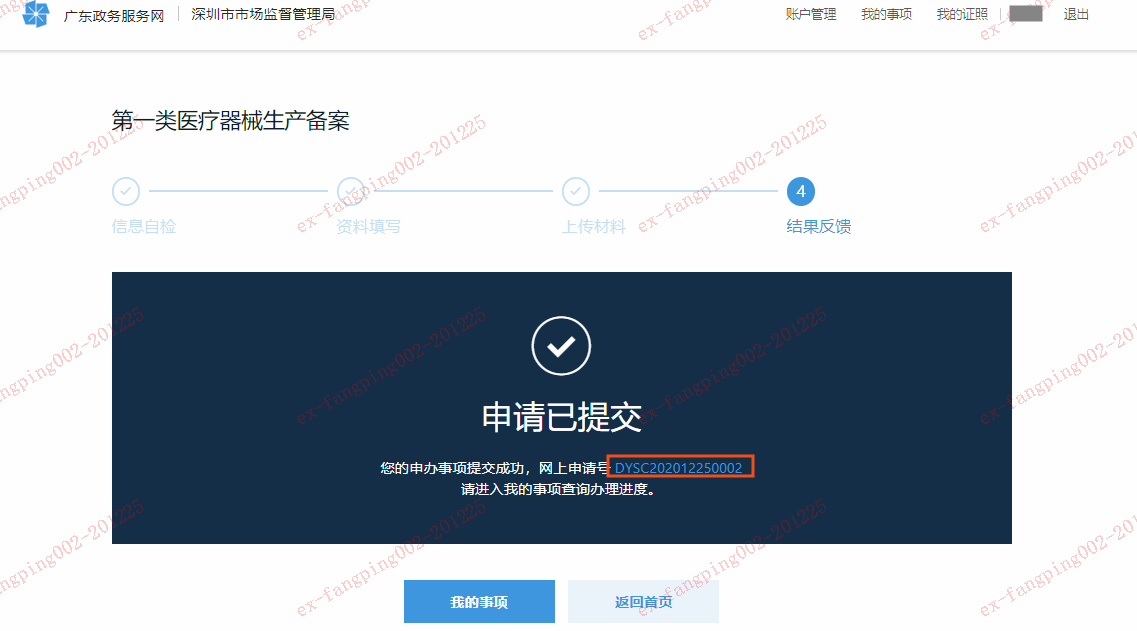 广东政务服务网 深圳市市场监督管理局 账户管理 我的事项 我的证照 退出
第一类医疗器械生产备案
4
信息自检 资料填写 上传材料 结果反馈
申请已提交
您的申办事项提交成功，网上申请号 DYSC202012250002
请进入我的事项查询办理进度。
我的事项 返回首页
ex-fangping002-201225